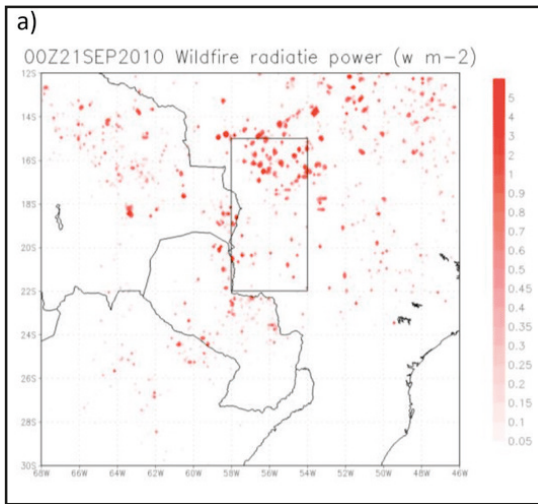 a)
00Z21SEP2010 Wildfire radiatie power (w m-2)
12S
14S
16S
18S
20S
22S
24S
26S
28S
30S
68W 66W 64W 62W 60W 58W 56W 54W 52W 50W 48W 46W
5
3
2
1
0.9
0.8
0.7
0.6
0.5
0.45
0.4
0.35
0.3
0.25
0.2
0.15
0.1
0.05